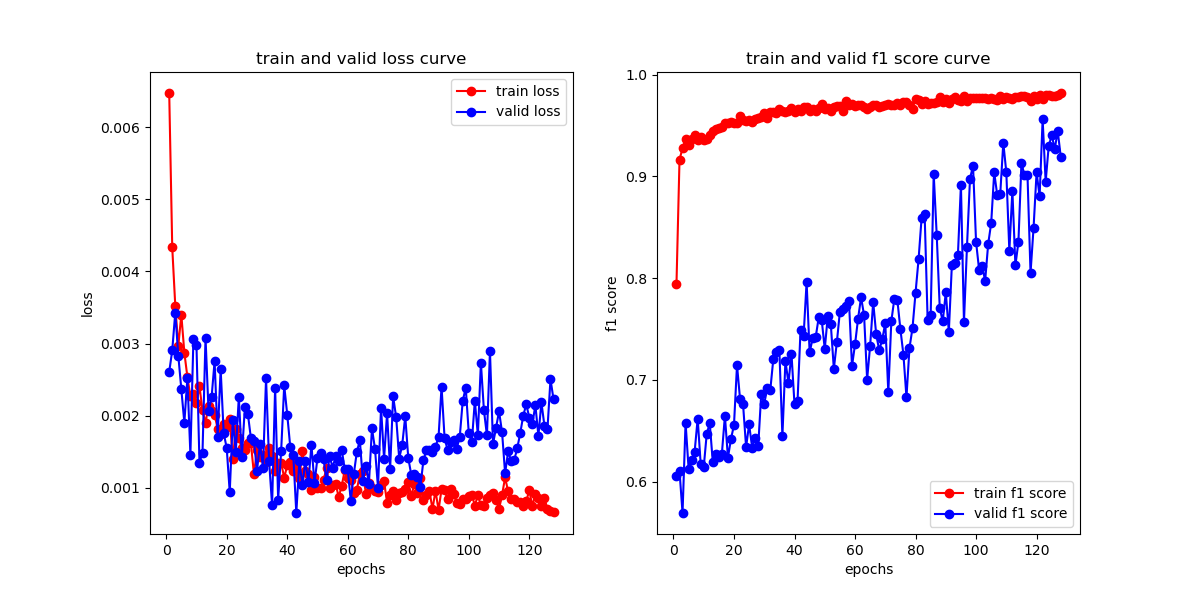 train and valid loss curve
train loss
valid loss
0.006
0.005
0.004
0.003
0.002
0.001
loss
0 20 40 60 80 100 120
epochs
train and valid f1 score curve
1.0
0.9
0.8
0.7
0.6
f1 score
train f1 score
valid f1 score
0 20 40 60 80 100 120
epochs